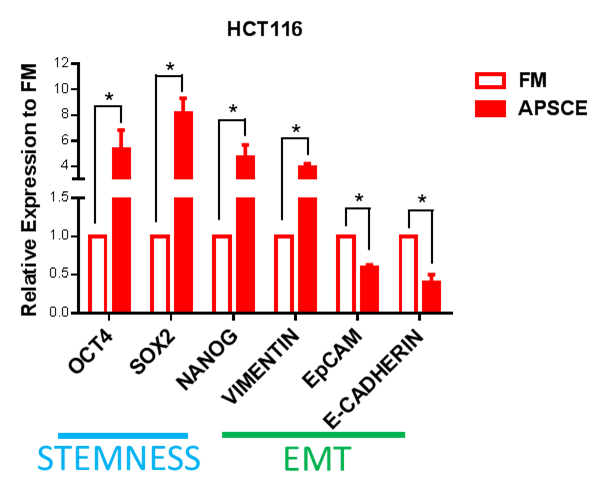 HCT116
Relative Expression to FM
12
10
8
6
4
1.5
1.0
0.5
0.0
* * * * * *
FM
APSCE
OCT4
SOX2
NANOG
VIMENTIN
EpCAM
E-CADHERIN
STEMNESS
EMT